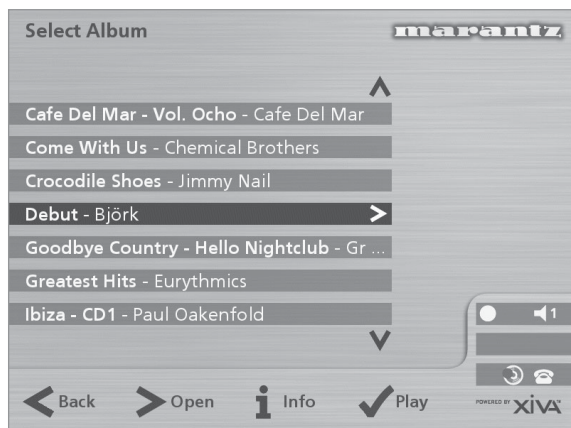 Select Album
marantz
Cafe Del Mar - Vol. Ocho - Cafe Del Mar
Come With Us - Chemical Brothers
Crocodile Shoes - Jimmy Nail
Debut - Björk
Goodbye Country - Hello Nightclub - Gr ...
Greatest Hits - Eurythmics
Ibiza - CD1 - Paul Oakenfold
1
Back
Open
Info
Play
POWERED BY XiVA™